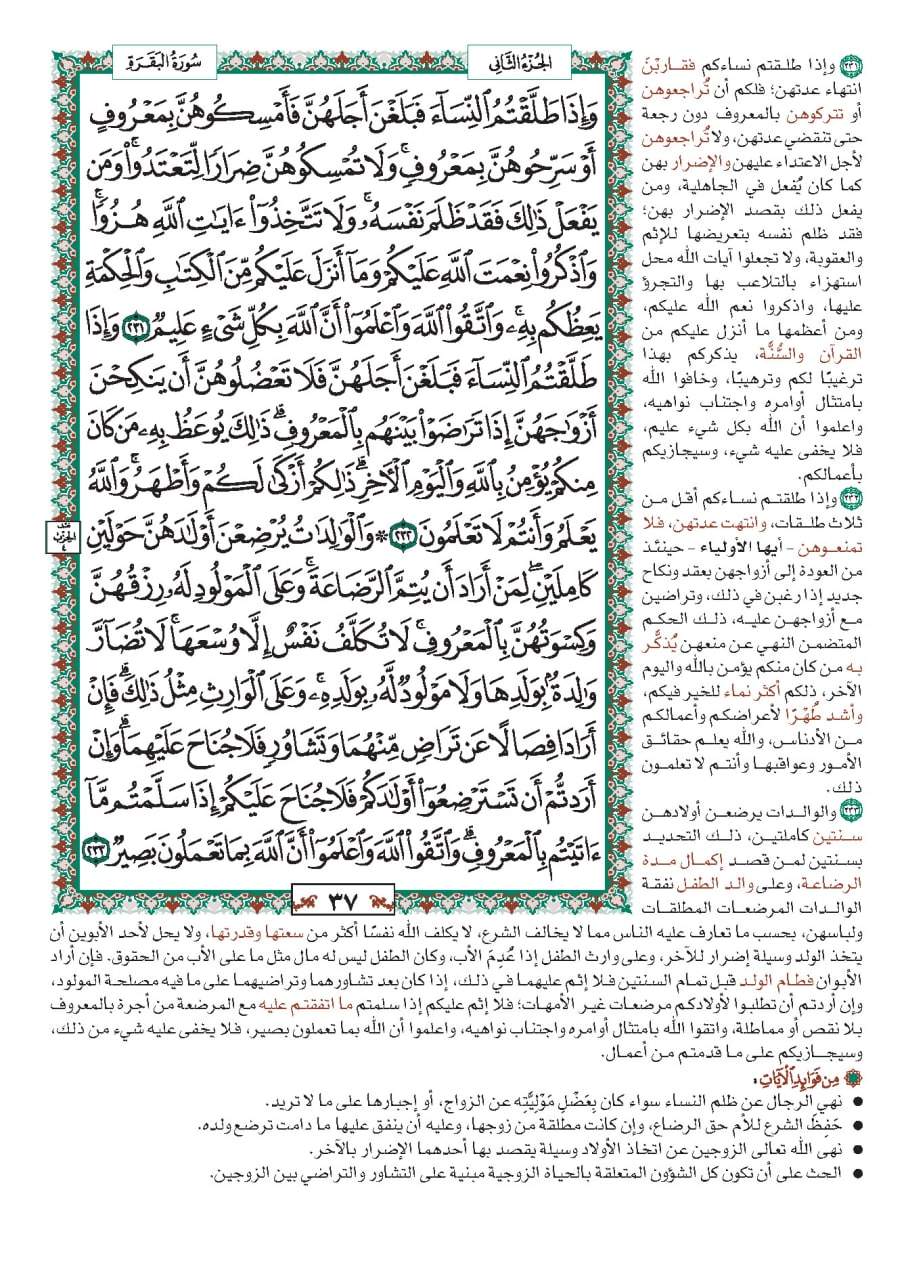 الجُزْءُ الثَّانِي
سُورَةُ البَقَرَةِ
وَإِذَا طَلَّقْتُمُ ٱلنِّسَآءَ فَبَلَغْنَ أَجَلَهُنَّ فَأَمْسِكُوهُنَّ بِمَعْرُوفٍ
أَوْ سَرِّحُوهُنَّ بِمَعْرُوفٍۚ وَلَا تُمْسِكُوهُنَّ ضِرَارًا لِّتَعْتَدُوا۟ۚ وَمَن
يَفْعَلْ ذَٰلِكَ فَقَدْ ظَلَمَ نَفْسَهُۥۚ وَلَا تَتَّخِذُوٓا۟ ءَايَٰتِ ٱللَّهِ هُزُوًاۚ
وَٱذْكُرُوا۟ نِعْمَتَ ٱللَّهِ عَلَيْكُمْ وَمَآ أَنزَلَ عَلَيْكُم مِّنَ ٱلْكِتَٰبِ وَٱلْحِكْمَةِ
يَعِظُكُم بِهِۦۚ وَٱتَّقُوا۟ ٱللَّهَ وَٱعْلَمُوٓا۟ أَنَّ ٱللَّهَ بِكُلِّ شَىْءٍ عَلِيمٌ ٢٣١ وَإِذَا
طَلَّقْتُمُ ٱلنِّسَآءَ فَبَلَغْنَ أَجَلَهُنَّ فَلَا تَعْضُلُوهُنَّ أَن يَنكِحْنَ
أَزْوَٰجَهُنَّ إِذَا تَرَٰضَوْا۟ بَيْنَهُم بِٱلْمَعْرُوفِۗ ذَٰلِكَ يُوعَظُ بِهِۦ مَن كَانَ
مِنكُمْ يُؤْمِنُ بِٱللَّهِ وَٱلْيَوْمِ ٱلْءَاخِرِۗ ذَٰلِكُمْ أَزْكَىٰ لَكُمْ وَأَطْهَرُۚ وَٱللَّهُ
يَعْلَمُ وَأَنتُمْ لَا تَعْلَمُونَ ٢٣٢ ۞ وَٱلْوَٰلِدَٰتُ يُرْضِعْنَ أَوْلَٰدَهُنَّ حَوْلَيْنِ
كَامِلَيْنِۖ لِمَنْ أَرَادَ أَن يُتِمَّ ٱلرَّضَاعَةَۚ وَعَلَى ٱلْمَوْلُودِ لَهُۥ رِزْقُهُنَّ
وَكِسْوَتُهُنَّ بِٱلْمَعْرُوفِۚ لَا تُكَلَّفُ نَفْسٌ إِلَّا وُسْعَهَاۚ لَا تُضَآرَّ
وَٰلِدَةٌۢ بِوَلَدِهَا وَلَا مَوْلُودٌ لَّهُۥ بِوَلَدِهِۦۚ وَعَلَى ٱلْوَارِثِ مِثْلُ ذَٰلِكَۗ فَإِنْ
أَرَادَا فِصَالًا عَن تَرَاضٍ مِّنْهُمَا وَتَشَاوُرٍ فَلَا جُنَاحَ عَلَيْهِمَاۗ وَإِنْ
أَرَدتُّمْ أَن تَسْتَرْضِعُوٓا۟ أَوْلَٰدَكُمْ فَلَا جُنَاحَ عَلَيْكُمْ إِذَا سَلَّمْتُم مَّآ
ءَاتَيْتُم بِٱلْمَعْرُوفِۗ وَٱتَّقُوا۟ ٱللَّهَ وَٱعْلَمُوٓا۟ أَنَّ ٱللَّهَ بِمَا تَعْمَلُونَ بَصِيرٌ ٢٣٣
٣٧
٢٣١ وإذا طلقتم نساءكم فقاربْنَ
انتهاء عدتهن؛ فلكم أن تُراجعوهن
أو تتركوهن بالمعروف دون رجعة
حتى تنقضي عدتهن، ولا تُراجعوهن
لأجل الاعتداء عليهن والإضرار بهن
كما كان يُفعل في الجاهلية، ومن
يفعل ذلك بقصد الإضرار بهن؛
فقد ظلم نفسه بتعريضها للإثم
والعقوبة، ولا تجعلوا آيات الله محل
استهزاء بالتلاعب بها والتجرؤ
عليها، واذكروا نعم الله عليكم،
ومن أعظمها ما أنزل عليكم من
القرآن والسُّنَّة، يذكركم بهذا
ترغيبًا لكم وترهيبًا، وخافوا الله
بامتثال أوامره واجتناب نواهيه،
واعلموا أن الله بكل شيء عليم،
فلا يخفى عليه شيء، وسيجازيكم
بأعمالكم.
٢٣٢ وإذا طلقتم نساءكم أقل من
ثلاث طلقات، وانتهت عدتهن، فلا
تمنعوهن - أيها الأولياء - حينئذ
من العودة إلى أزواجهن بعقد ونكاح
جديد إذا رغبن في ذلك، وتراضين
مع أزواجهن عليه، ذلك الحكم
المتضمن النهي عن منعهن يُذكَّر
به من كان منكم يؤمن بالله واليوم
الآخر، ذلكم أكثر نماء للخير فيكم،
وأشد طُهْرًا لأعراضكم وأعمالكم
من الأدناس، والله يعلم حقائق
الأمور وعواقبها وأنتم لا تعلمون
ذلك.
٢٣٣ والوالدات يرضعن أولادهن
سنتين كاملتين، ذلك التحديد
بسنتين لمن قصد إكمال مدة
الرضاعة، وعلى والد الطفل نفقة
الوالدات المرضعات المطلقات
ولباسهن، بحسب ما تعارف عليه الناس مما لا يخالف الشرع، لا يكلف الله نفسًا أكثر من سعتها وقدرتها، ولا يحل لأحد الأبوين أن
يتخذ الولد وسيلة إضرار للآخر، وعلى وارث الطفل إذا عُدِمَ الأب، وكان الطفل ليس له مال مثل ما على الأب من الحقوق. فإن أراد
الأبوان فطام الولد قبل تمام السنتين فلا إثم عليهما في ذلك، إذا كان بعد تشاورهما وتراضيهما على ما فيه مصلحة المولود،
وإن أردتم أن تطلبوا لأولادكم مرضعات غير الأمهات؛ فلا إثم عليكم إذا سلمتم ما اتفقتم عليه مع المرضعة من أجرة بالمعروف
بلا نقص أو مماطلة، واتقوا الله بامتثال أوامره واجتناب نواهيه، واعلموا أن الله بما تعملون بصير، فلا يخفى عليه شيء من ذلك،
وسيجازيكم على ما قدمتم من أعمال.
مِن فَوَائِدِ الْآيَاتِ:
• نهي الرجال عن ظلم النساء سواء كان بِعَضْلِ مَوْلِيَّتِه عن الزواج، أو إجبارها على ما لا تريد.
• حَفِظَ الشرع للأم حق الرضاع، وإن كانت مطلقة من زوجها، وعليه أن ينفق عليها ما دامت ترضع ولده.
• نهى الله تعالى الزوجين عن اتخاذ الأولاد وسيلة يقصد بها أحدهما الإضرار بالآخر.
• الحث على أن تكون كل الشؤون المتعلقة بالحياة الزوجية مبنية على التشاور والتراضي بين الزوجين.